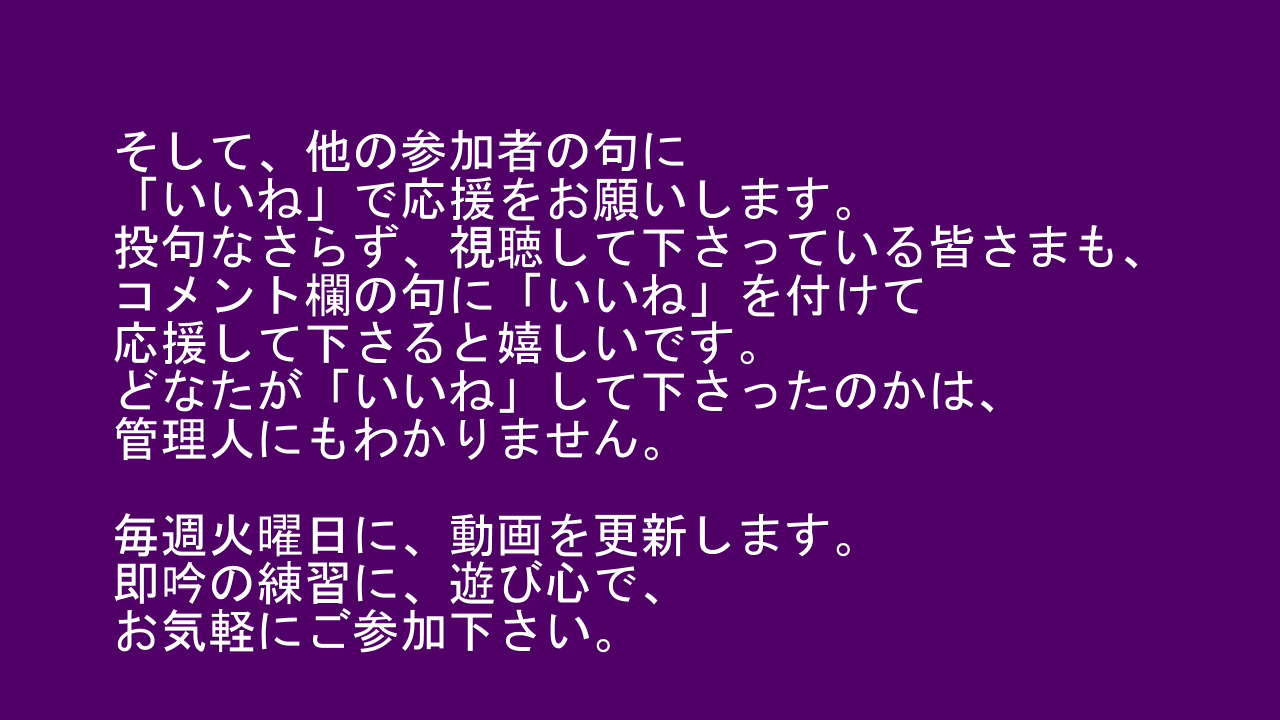 そして、他の参加者の句に
「いいね」で応援をお願いします。
投句なさらず、視聴して下さっている皆さまも、
コメント欄の句に「いいね」を付けて
応援して下さると嬉しいです。
どなたが「いいね」して下さったのかは、
管理人にもわかりません。
毎週火曜日に、動画を更新します。
即吟の練習に、遊び心で、
お気軽にご参加下さい。